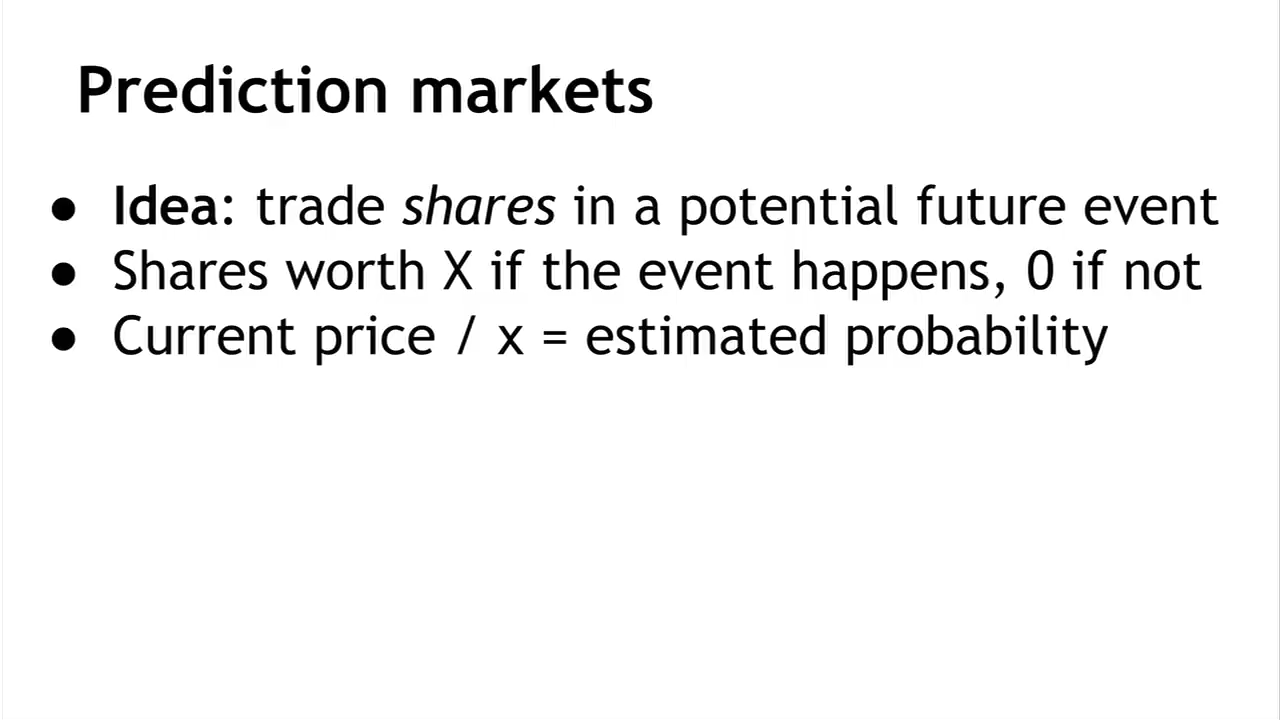 Prediction markets
● Idea: trade shares in a potential future event
● Shares worth X if the event happens, 0 if not
● Current price / x = estimated probability